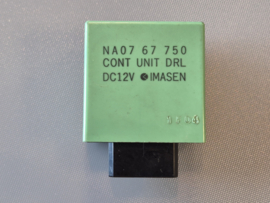 NA07 67 750
CONT UNIT DRL
DC12V IMASEN